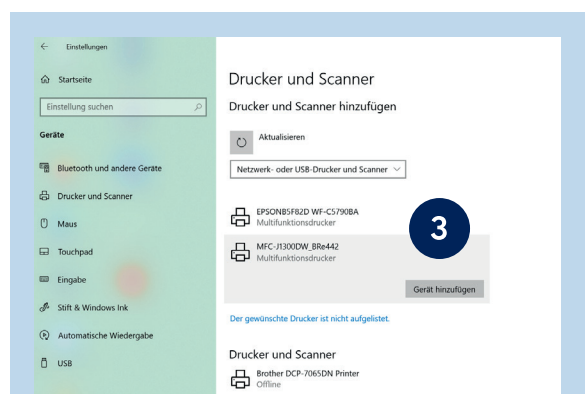 Einstellungen
Startseite
Einstellung suchen
Geräte
Bluetooth und andere Geräte
Drucker und Scanner
Maus
Touchpad
Eingabe
Stift & Windows Ink
Automatische Wiedergabe
USB
Drucker und Scanner
Drucker und Scanner hinzufügen
Aktualisieren
Netzwerk- oder USB-Drucker und Scanner
EPSONB5F82D WF-C5790BA
Multifunktionsdrucker
3
MFC-J1300DW_BRe442
Multifunktionsdrucker
Gerät hinzufügen
Der gewünschte Drucker ist nicht aufgelistet.
Drucker und Scanner
Brother DCP-7065DN Printer
Offline